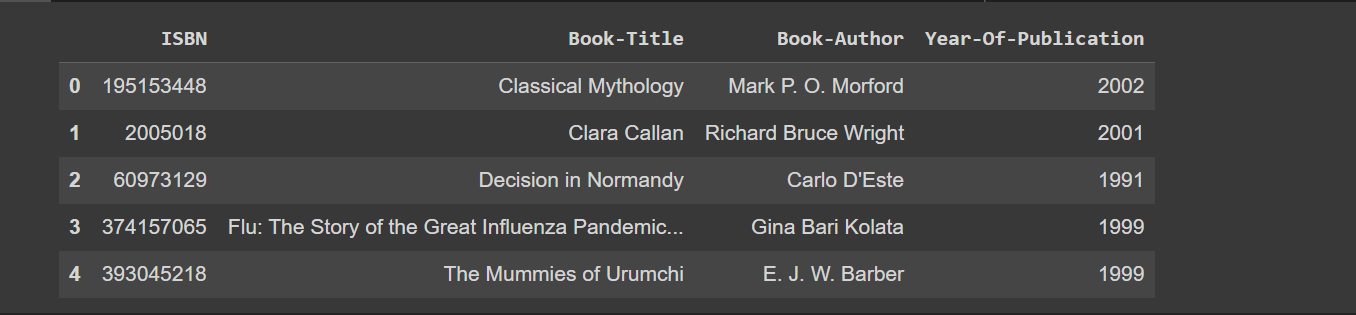 ISBN Book-Title Book-Author Year-Of-Publication
0 195153448 Classical Mythology Mark P. O. Morford 2002
1 2005018 Clara Callan Richard Bruce Wright 2001
2 60973129 Decision in Normandy Carlo D'Este 1991
3 374157065 Flu: The Story of the Great Influenza Pandemic... Gina Bari Kolata 1999
4 393045218 The Mummies of Urumchi E. J. W. Barber 1999